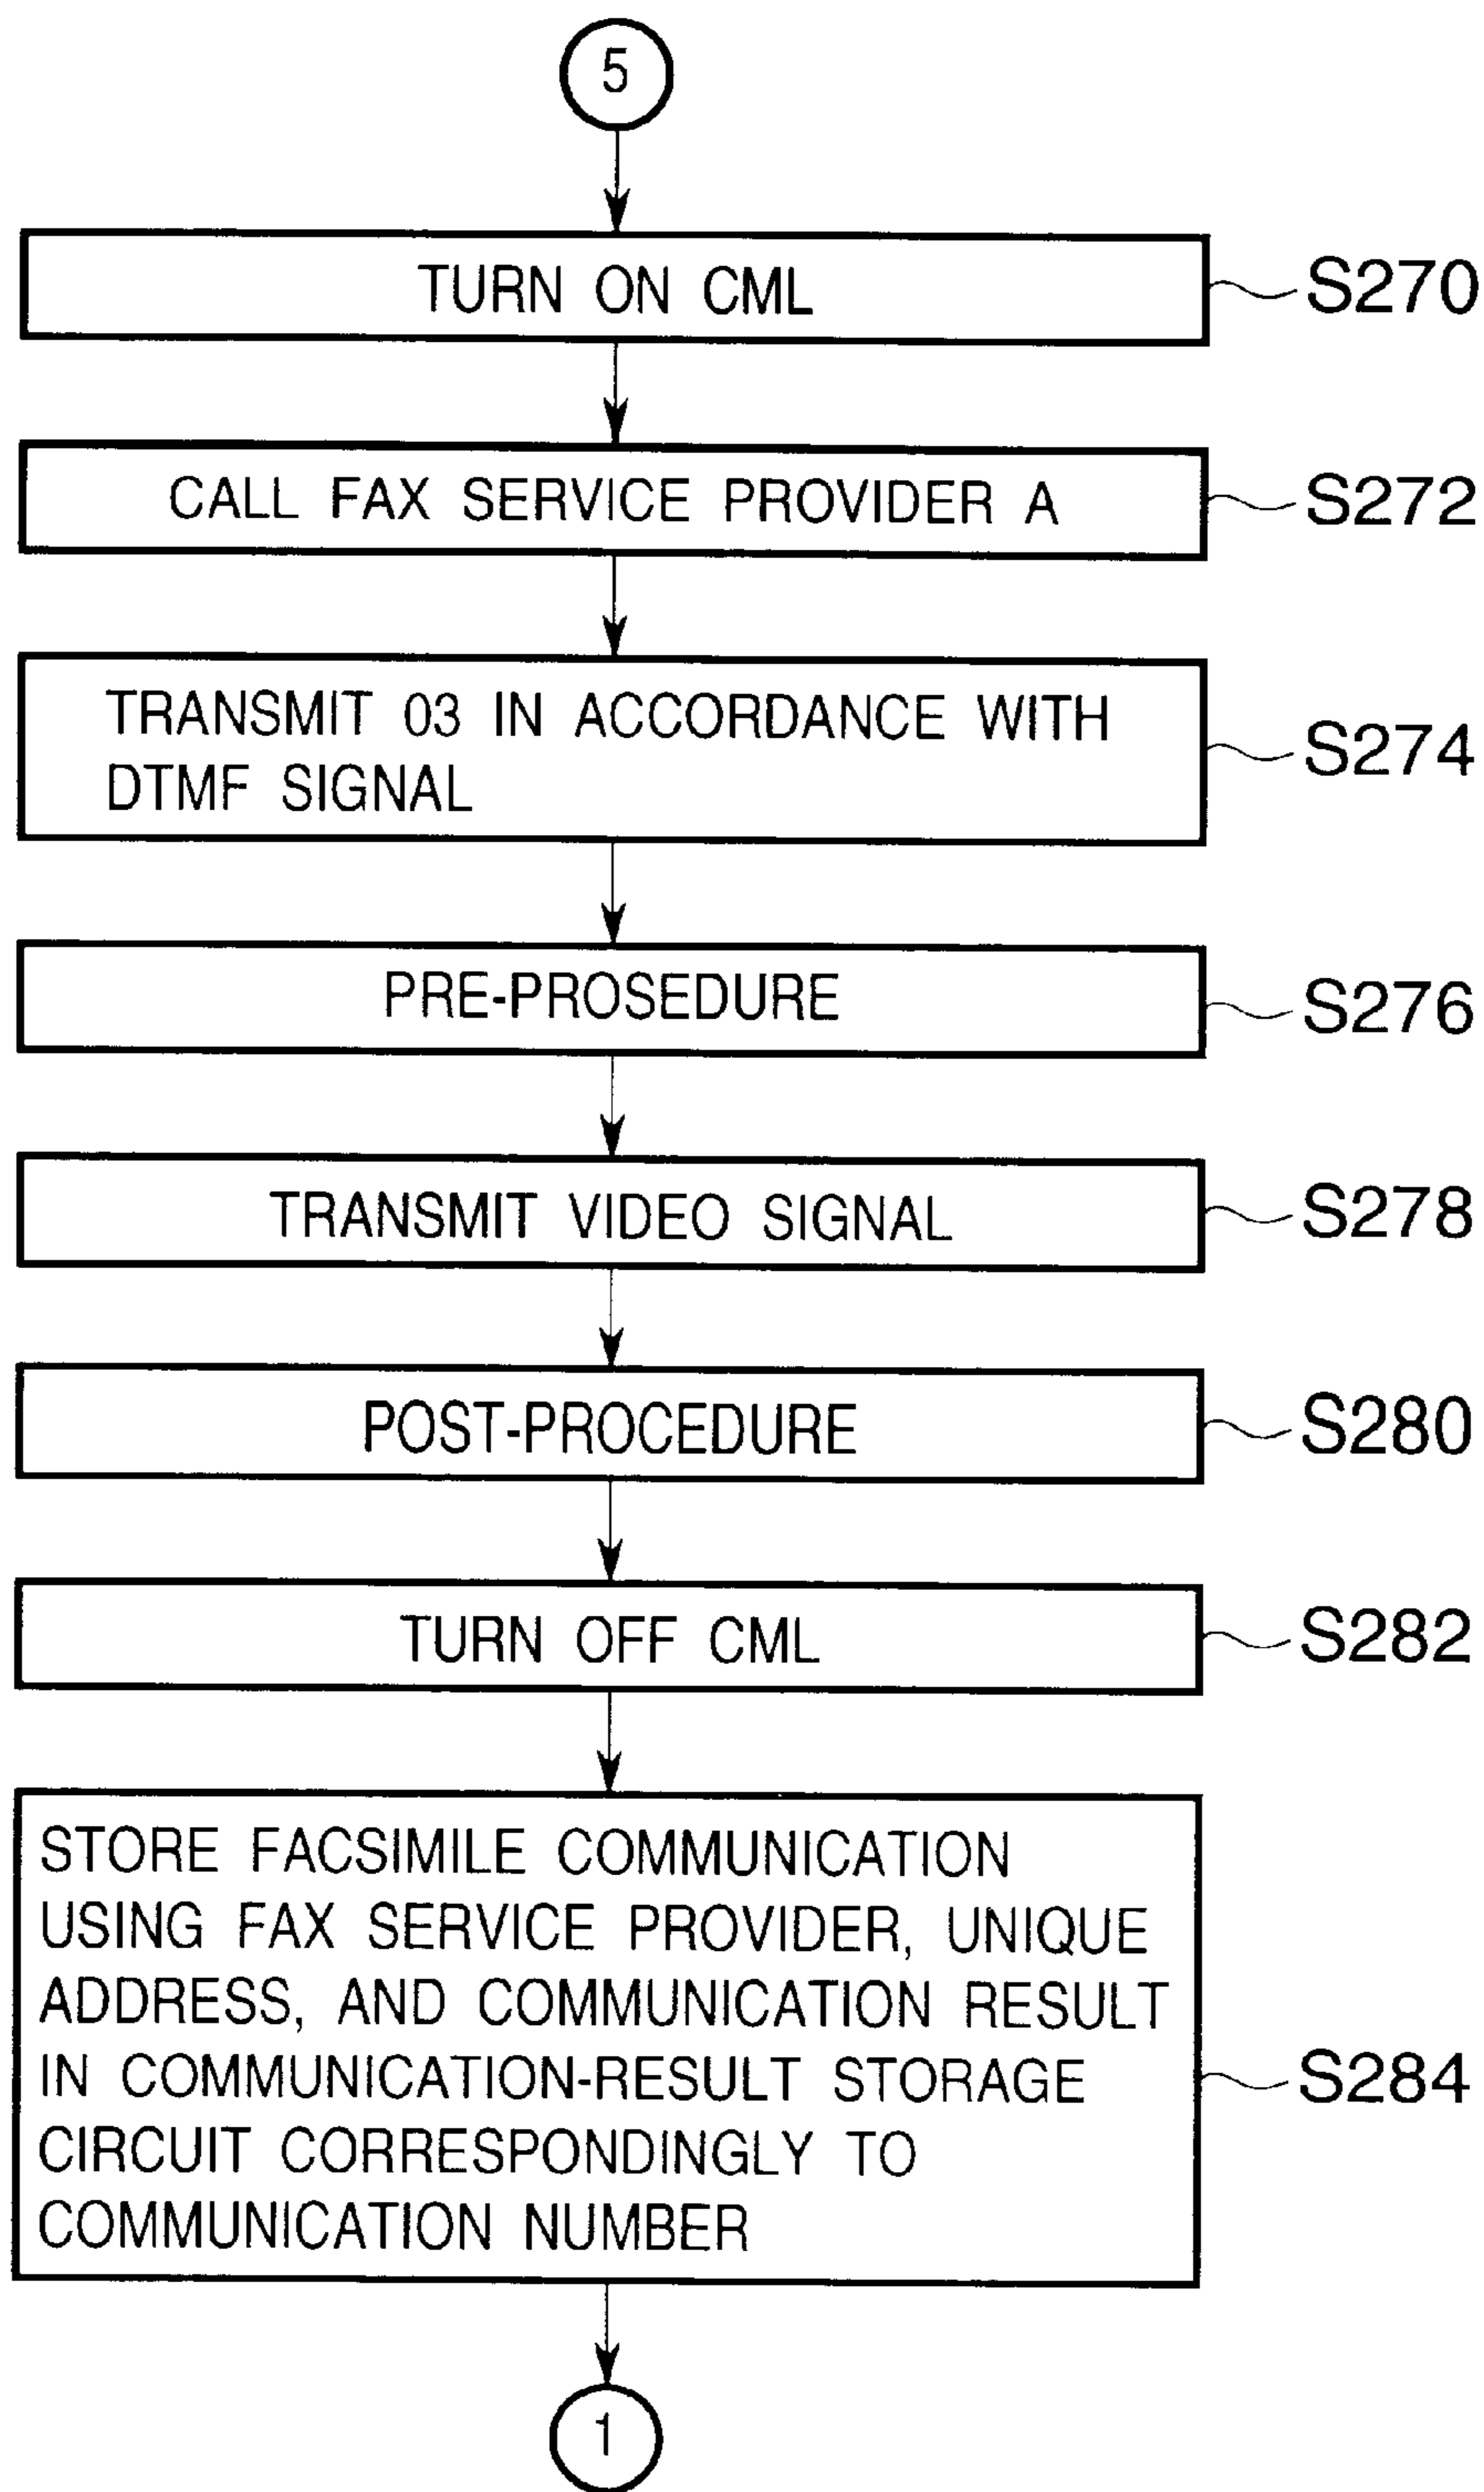 5
TURN ON CML
S270
CALL FAX SERVICE PROVIDER A
S272
TRANSMIT 03 IN ACCORDANCE WITH
DTMF SIGNAL
S274
PRE-PROSEDURE
S276
TRANSMIT VIDEO SIGNAL
S278
POST-PROCEDURE
S280
TURN OFF CML
S282
STORE FACSIMILE COMMUNICATION
USING FAX SERVICE PROVIDER, UNIQUE
ADDRESS, AND COMMUNICATION RESULT
IN COMMUNICATION-RESULT STORAGE
CIRCUIT CORRESPONDINGLY TO
COMMUNICATION NUMBER
S284
1